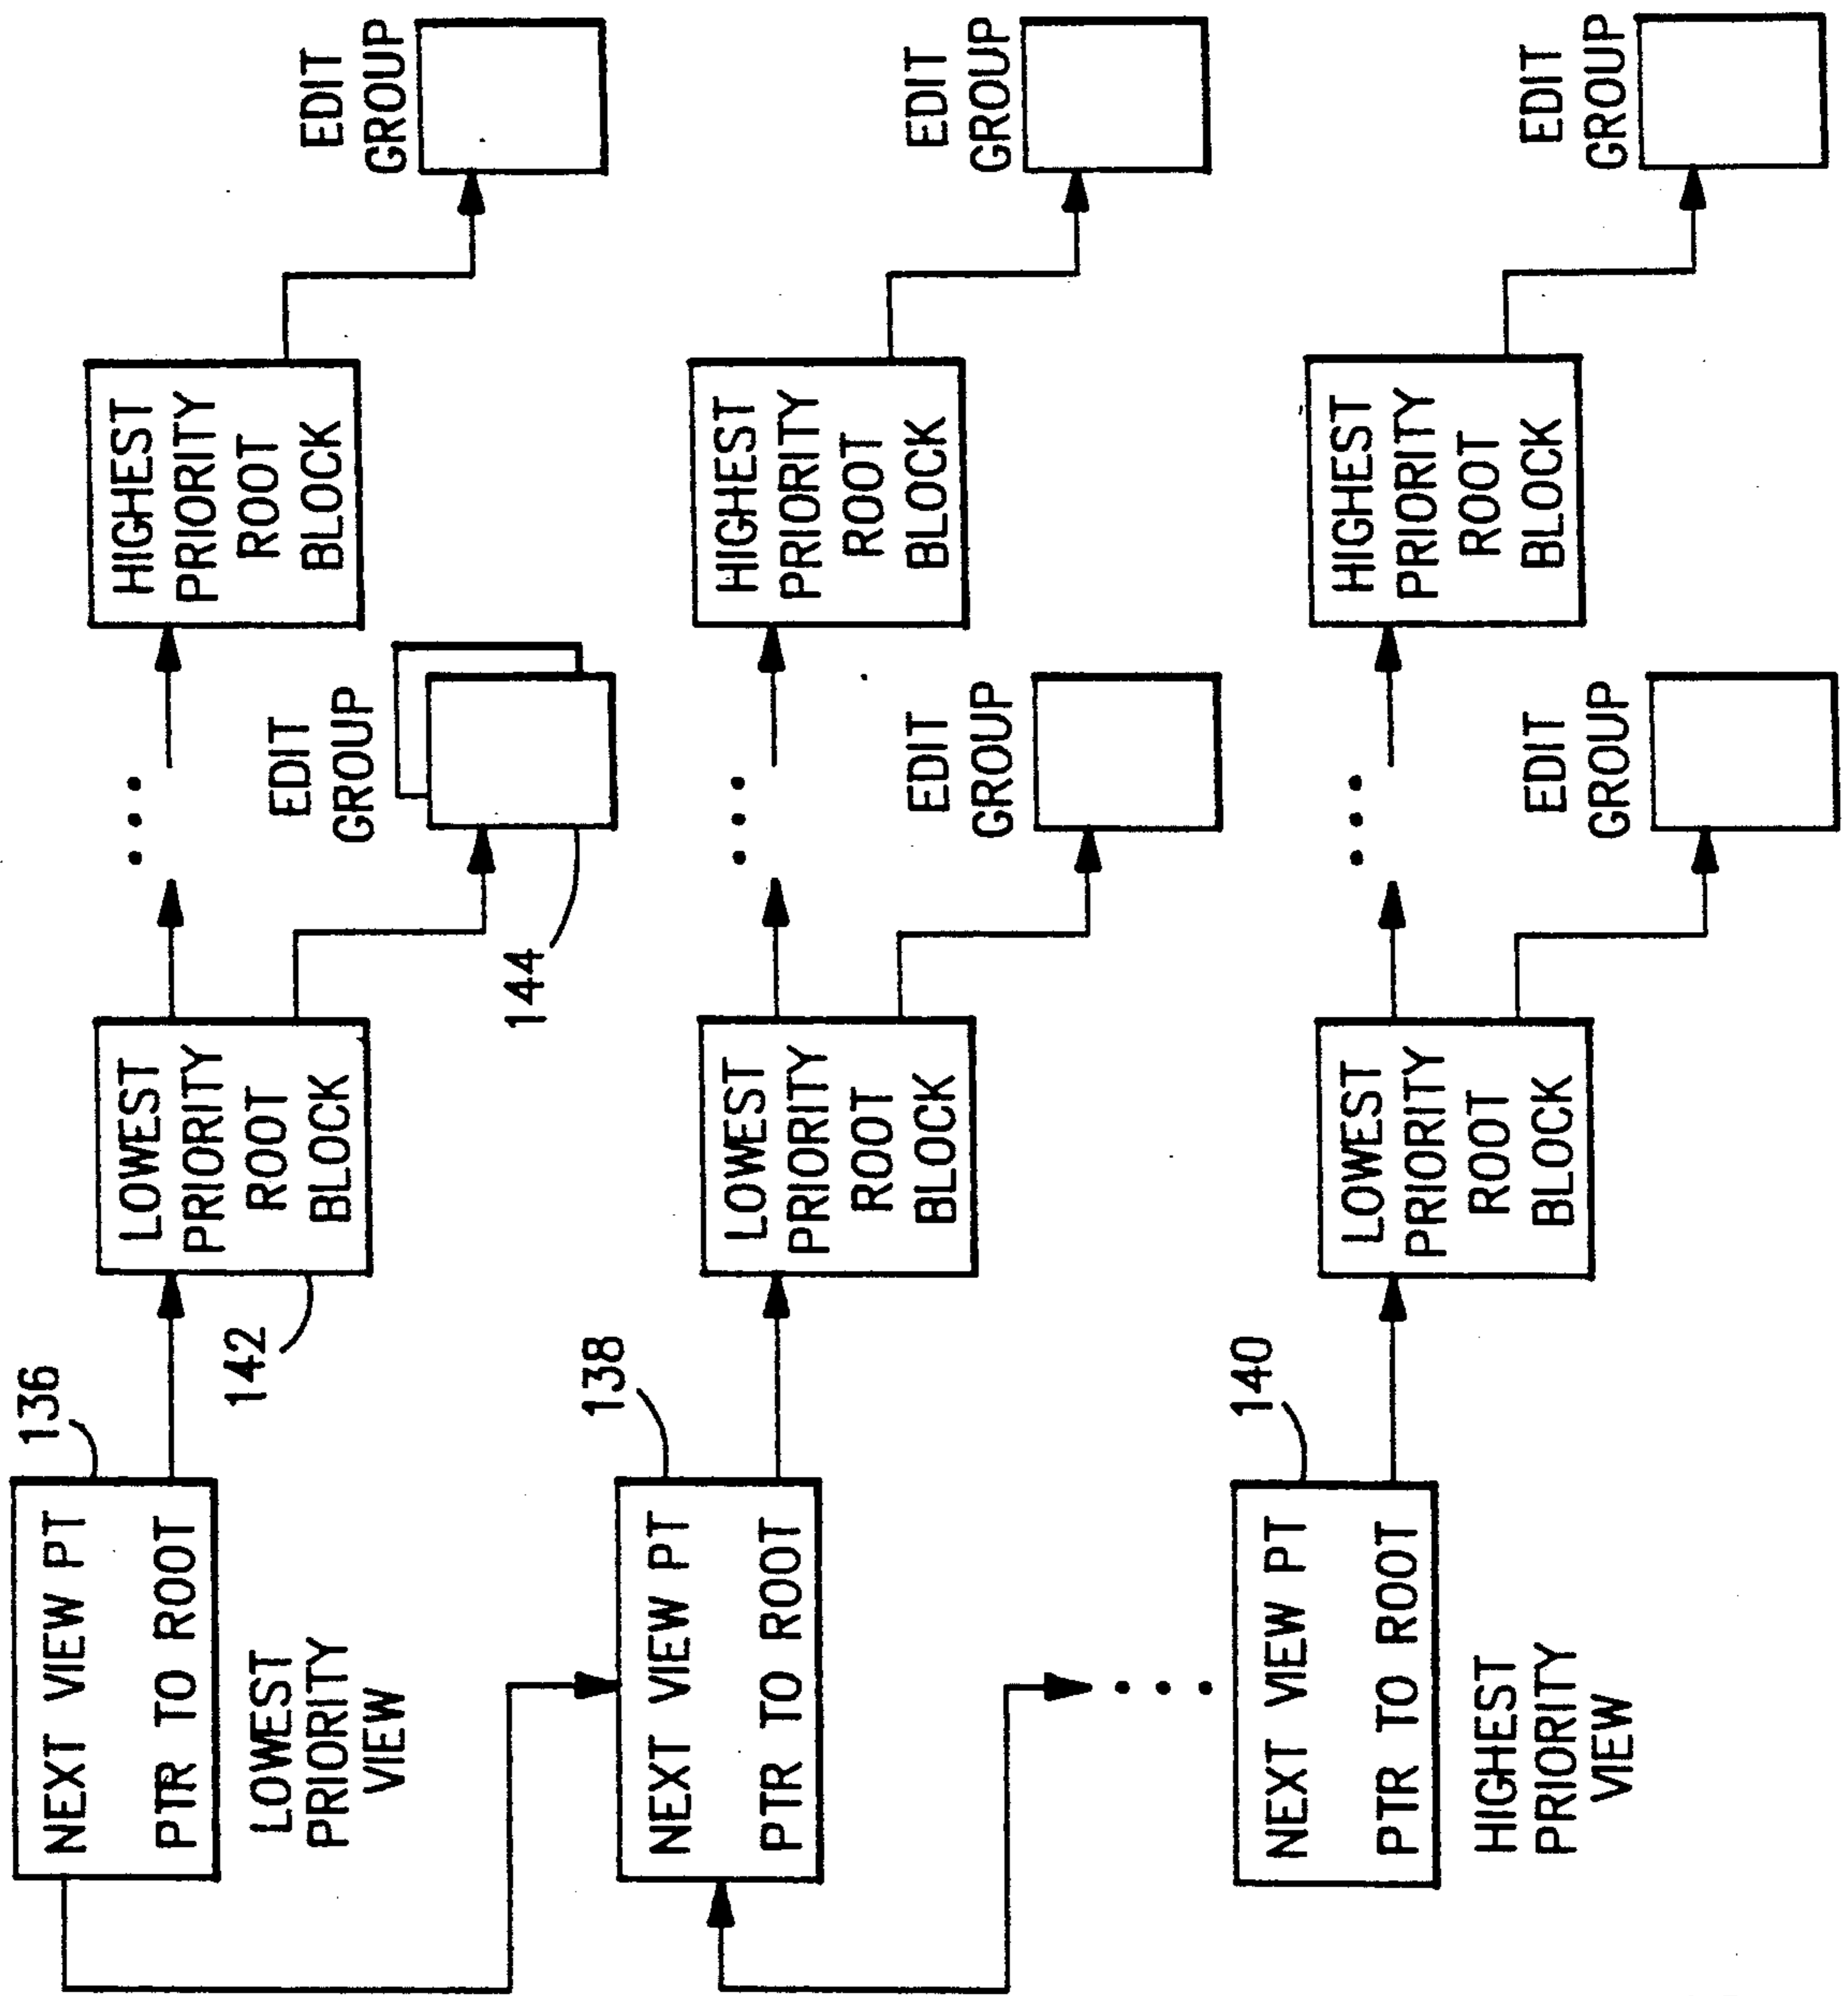 136
NEXT VIEW PT
PTR TO ROOT
LOWEST
PRIORITY
VIEW
142
LOWEST
PRIORITY
ROOT
BLOCK
144
EDIT
GROUP
HIGHEST
PRIORITY
ROOT
BLOCK
EDIT
GROUP
138
NEXT VIEW PT
PTR TO ROOT
LOWEST
PRIORITY
ROOT
BLOCK
EDIT
GROUP
HIGHEST
PRIORITY
ROOT
BLOCK
EDIT
GROUP
140
NEXT VIEW PT
PTR TO ROOT
HIGHEST
PRIORITY
VIEW
LOWEST
PRIORITY
ROOT
BLOCK
EDIT
GROUP
HIGHEST
PRIORITY
ROOT
BLOCK
EDIT
GROUP